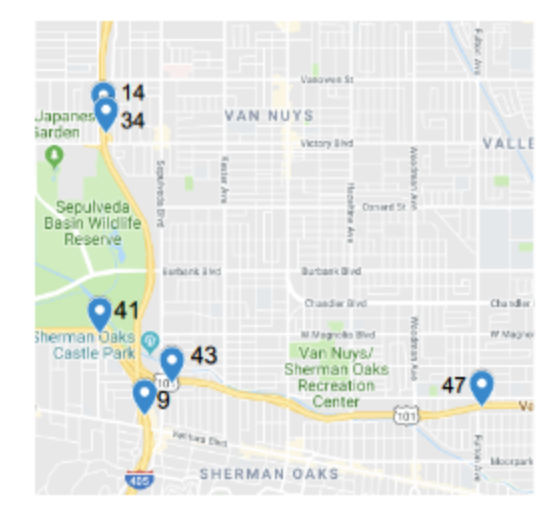 Vanowen St
14
34
Japanes
Garden
VAN NUYS
Victory Blvd
VALLE
Sepulveda Blvd
Kester Ave
Hazeltine Ave
Woodman Ave
Oxnard St
Sepulveda
Basin Wildlife
Reserve
Burbank Blvd
Burbank Blvd
41
Chandler Blvd
Chandler
Sherman Oaks
Castle Park
W Magnolia Blvd
W Magno
Woodman Ave
43
Van Nuys/
Sherman Oaks
Recreation
Center
47
101
9
101
Ve
Ventura Blvd
Moorpark
SHERMAN OAKS
405